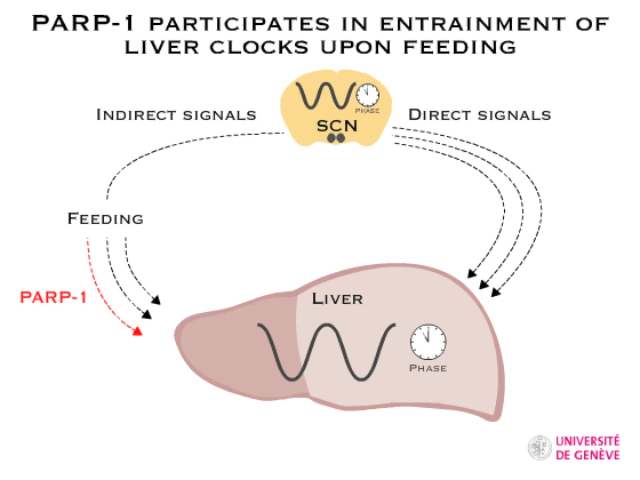 PARP-1 PARTICIPATES IN ENTRAINMENT OF
LIVER CLOCKS UPON FEEDING
INDIRECT SIGNALS
PHASE
SCN
DIRECT SIGNALS
FEEDING
PARP-1
LIVER
PHASE
UNIVERSITÉ
DE GENÈVE